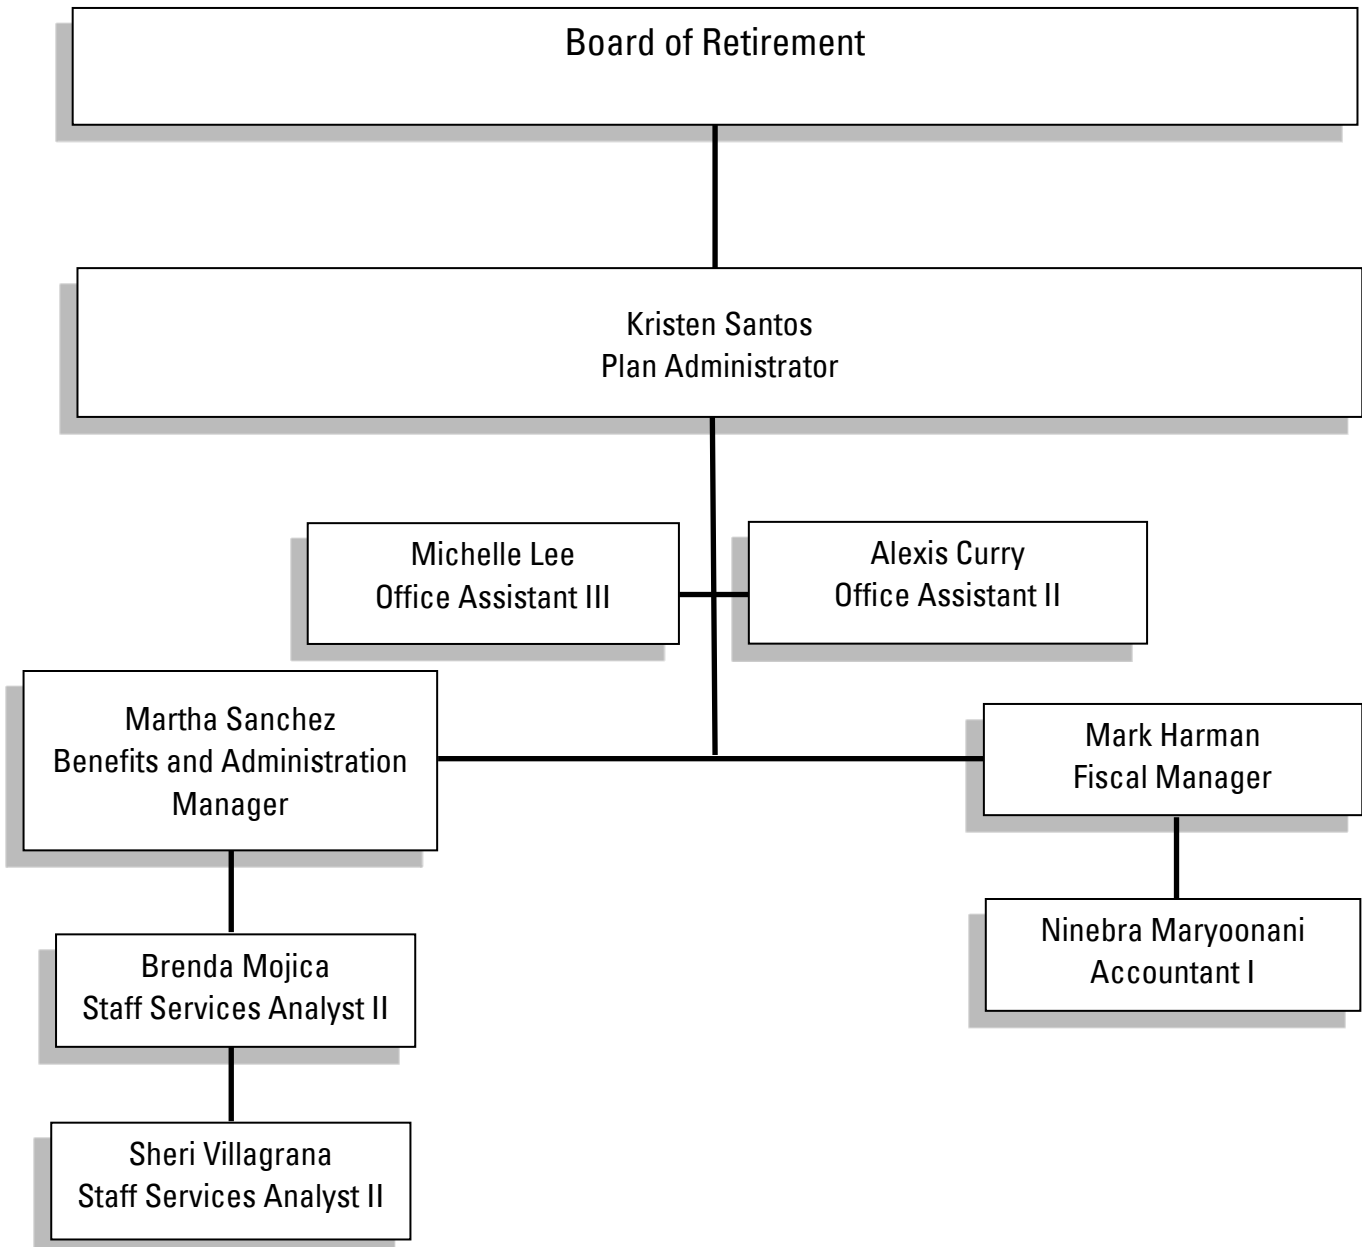 Board of Retirement
Kristen Santos
Plan Administrator
Michelle Lee
Office Assistant III
Alexis Curry
Office Assistant II
Martha Sanchez
Benefits and Administration
Manager
Mark Harman
Fiscal Manager
Brenda Mojica
Staff Services Analyst II
Ninebra Maryoonani
Accountant I
Sheri Villagrana
Staff Services Analyst II